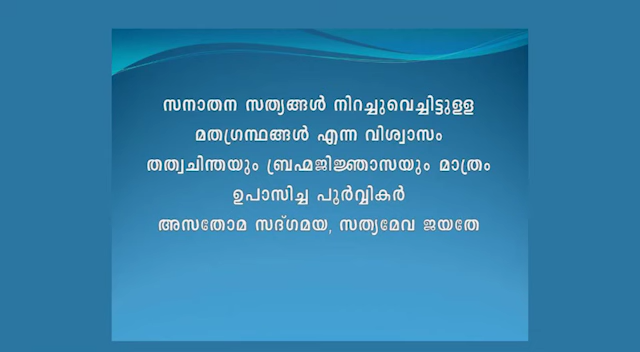 സനാതന സത്യങ്ങൾ നിറച്ചുവെച്ചിട്ടുളള
മതഗ്രന്ഥങ്ങൾ എന്ന വിശ്വാസം
തത്വചിന്തയും ബ്രഹ്മജിജ്ഞാസയും മാത്രം
ഉപാസിച്ച പൂർവ്വികർ
അസതോമ സദ്ഗമയ, സത്യമേവ ജയതേ